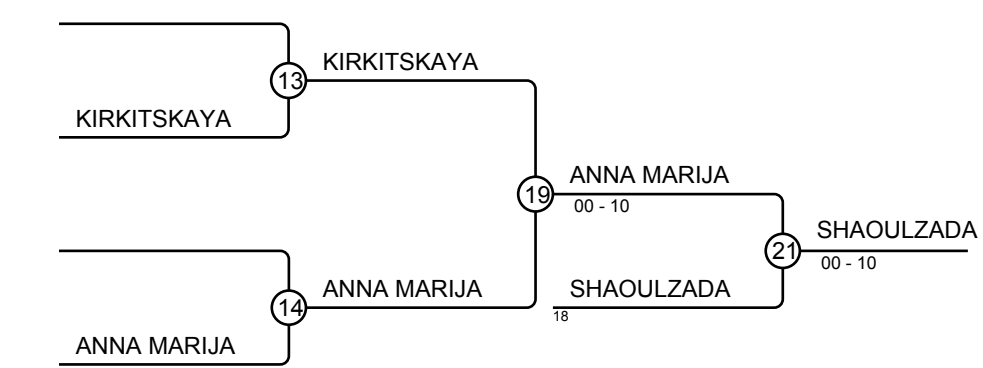 KIRKITSKAYA
13
KIRKITSKAYA
ANNA MARIJA
19
00 - 10
SHAOULZADA
21
00 - 10
ANNA MARIJA
SHAOULZADA
14
18
ANNA MARIJA